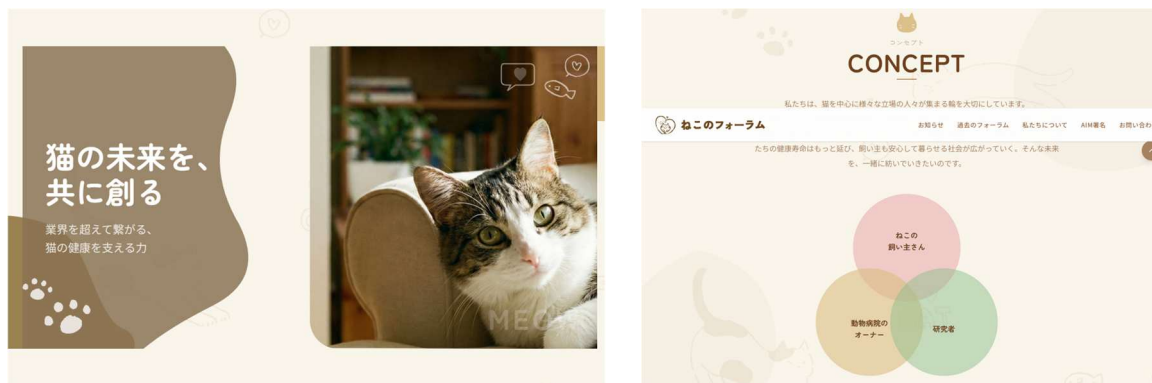 猫の未来を、
共に創る
業界を超えて繋がる、
猫の健康を支える力
コンセプト
CONCEPT
私たちは、猫を中心に様々な立場の人々が集まる輪を大切にしています。
ねこのフォーラム
お知らせ 過去のフォーラム 私たちについて AIM署名 お問い合わ
たちの健康寿命はもっと延び、飼い主も安心して暮らせる社会が広がっていく。そんな未来
を、一緒に紡いでいきたいのです。
ねこの
飼い主さん
動物病院の
オーナー
研究者